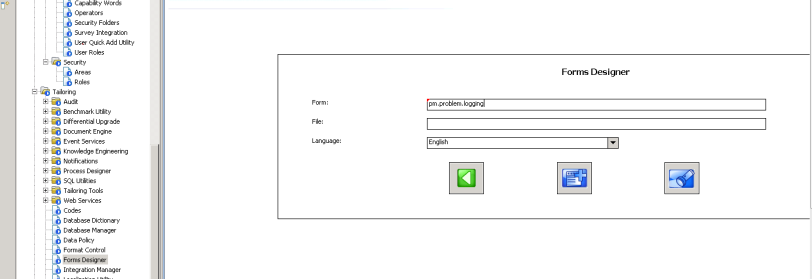 Capability Words
Operators
Security Folders
Survey Integration
User Quick Add Utility
User Roles
Security
Areas
Roles
Tailoring
Audit
Benchmark Utility
Differential Upgrade
Document Engine
Event Services
Knowledge Engineering
Notifications
Process Designer
SQL Utilities
Tailoring Tools
Web Services
Codes
Database Dictionary
Database Manager
Data Policy
Format Control
Forms Designer
Integration Manager
Localization Utility
Forms Designer
Form:
pm.problem.logging
File:
Language:
English